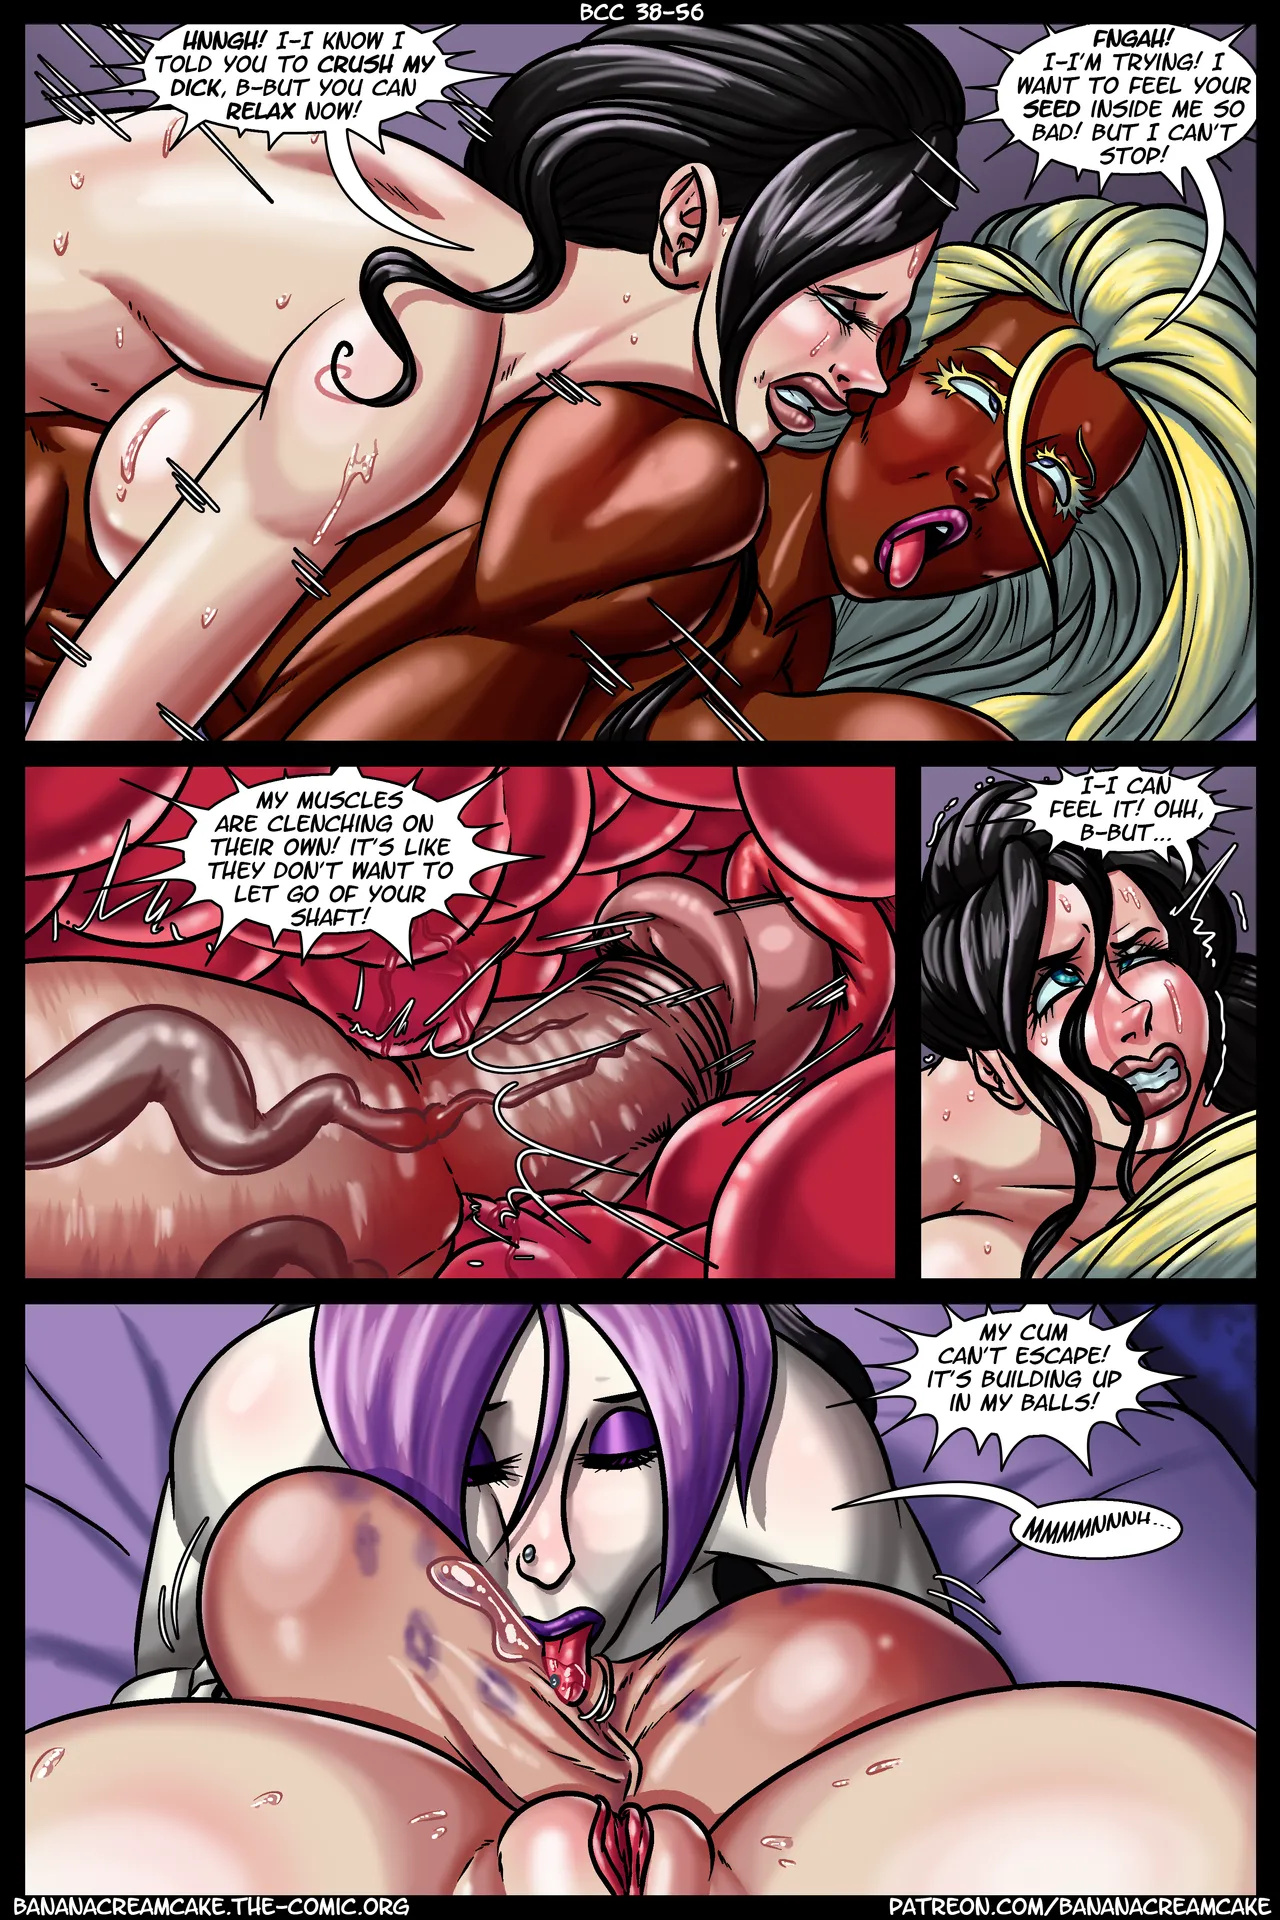 BCC 38-56
HNNGH! I-I KNOW I
TOLD YOU TO CRUSH MY
DICK, B-BUT YOU CAN
RELAX NOW!
FNGAH!
I-I'M TRYING! I
WANT TO FEEL YOUR
SEED INSIDE ME SO
BAD! BUT I CAN'T
STOP!
MY MUSCLES
ARE CLENCHING ON
THEIR OWN! IT'S LIKE
THEY DON'T WANT TO
LET GO OF YOUR
SHAFT!
I-I CAN
FEEL IT! OHH,
B-BUT...
MY CUM
CAN'T ESCAPE!
IT'S BUILDING UP
IN MY BALLS!
MMMMNNNH...
BANANACREAMCAKE.THE-COMIC.ORG
PATREON.COM/BANANACREAMCAKE